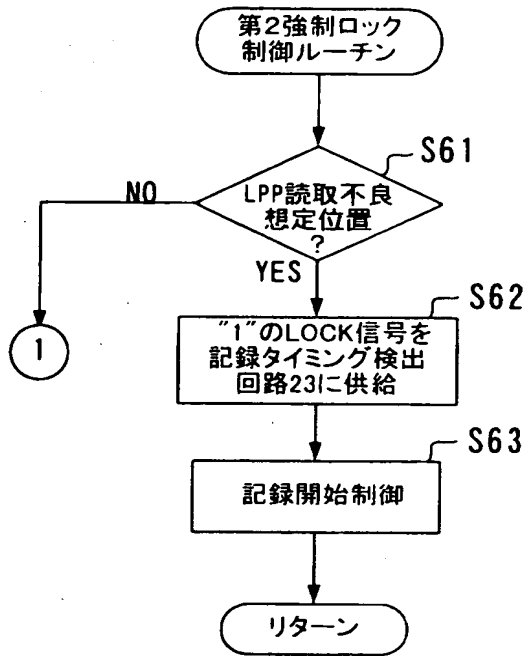 第2強制ロック
制御ルーチン
S61
NO
LPP読取不良
想定位置
?
YES
1
S62
"1"のLOCK信号を
記録タイミング検出
回路23に供給
S63
記録開始制御
リターン